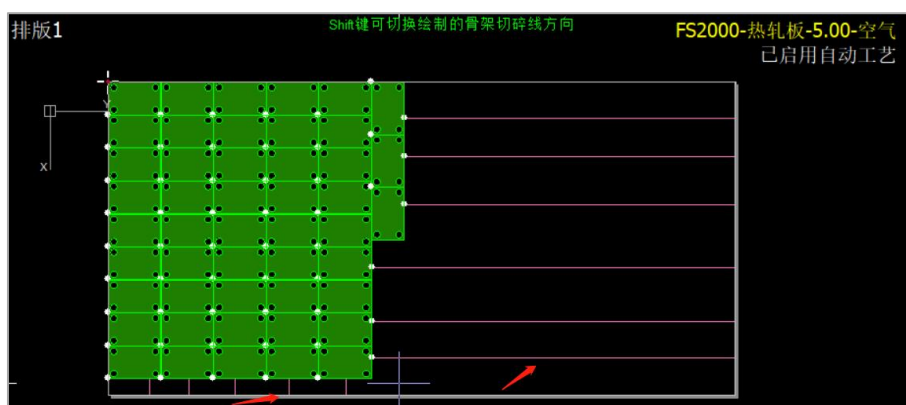 排版1
Shift键可切换绘制的骨架切碎线方向
FS2000-热轧板-5.00-空气
已启用自动工艺
Y
X